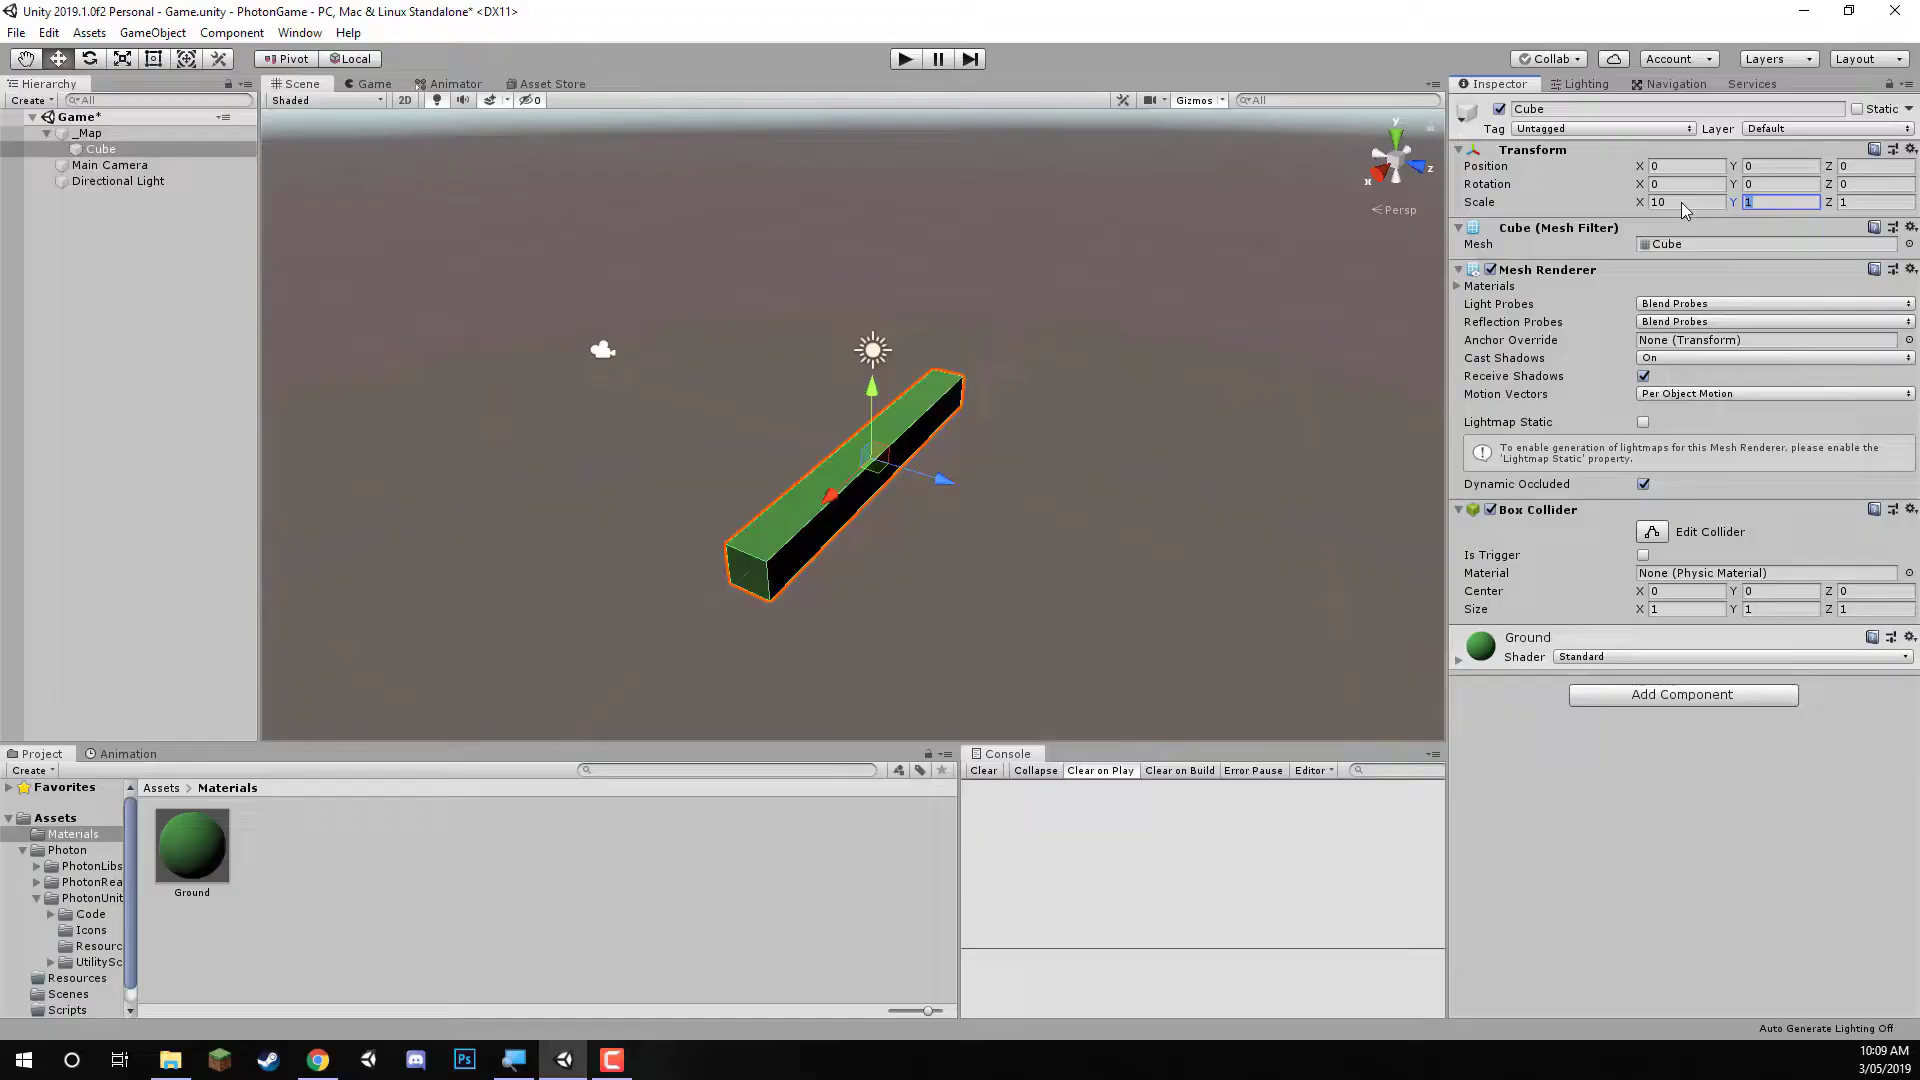 Unity 2019.1.0f2 Personal - Game.unity - PhotonGame - PC, Mac & Linux Standalone* <DX11>
File Edit Assets GameObject Component Window Help
Pivot Local Collab Account Layers Layout
Hierarchy
Create All
Game*
_Map
Cube
Main Camera
Directional Light
Scene Game Animator Asset Store
Shaded 2D 0 Gizmos All
y
x
z
Persp
Inspector Lighting Navigation Services
Cube Static
Tag Untagged Layer Default
Transform
Position X 0 Y 0 Z 0
Rotation X 0 Y 0 Z 0
Scale X 10 Y 1 Z 1
Cube (Mesh Filter)
Mesh Cube
Mesh Renderer
Materials
Light Probes Blend Probes
Reflection Probes Blend Probes
Anchor Override None (Transform)
Cast Shadows On
Receive Shadows
Motion Vectors Per Object Motion
Lightmap Static
To enable generation of lightmaps for this Mesh Renderer, please enable the
'Lightmap Static' property.
Dynamic Occluded
Box Collider
Edit Collider
Is Trigger
Material None (Physic Material)
Center X 0 Y 0 Z 0
Size X 1 Y 1 Z 1
Ground
Shader Standard
Add Component
Project Animation
Create
Favorites
Assets
Materials
Photon
PhotonLibs
PhotonRea
PhotonUnit
Code
Icons
Resourc
UtilitySc
Resources
Scenes
Scripts
Assets > Materials
Ground
Console
Clear Collapse Clear on Play Clear on Build Error Pause Editor
Auto Generate Lighting Off
Ps
10:09 AM
3/05/2019